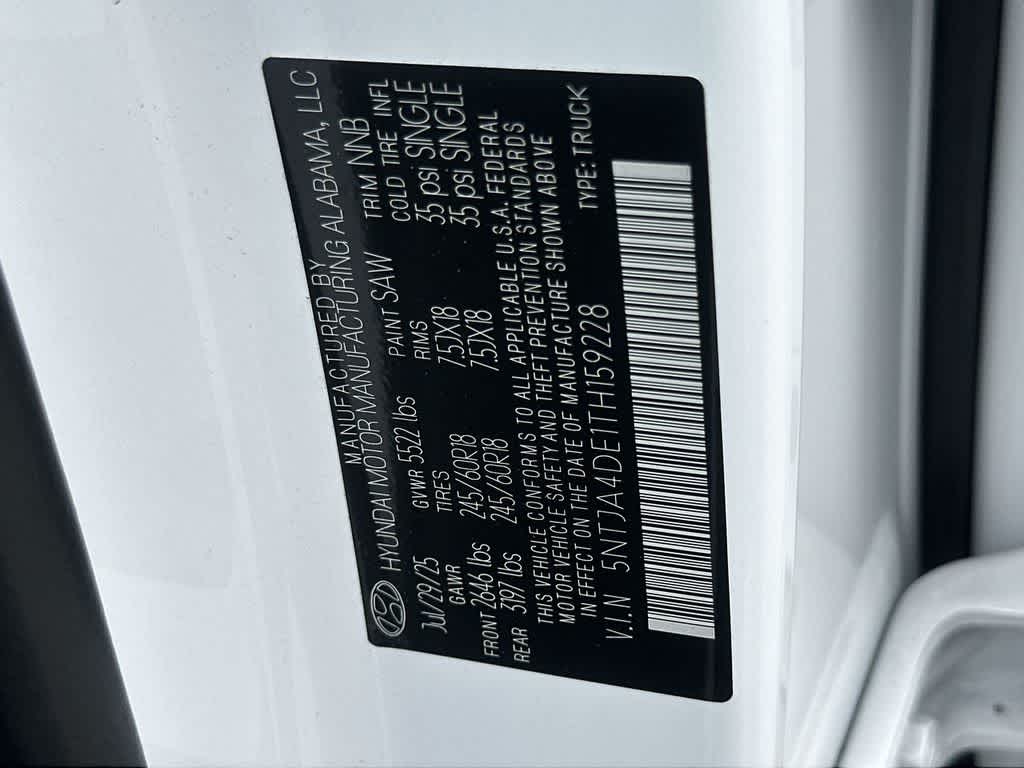 MANUFACTURED BY
HYUNDAI MOTOR MANUFACTURING ALABAMA, LLC
Jul/29/25 GVWR 5522 lbs PAINT SAW TRIM NNB
GAWR TIRES RIMS COLD TIRE INFL
FRONT 2646 lbs 245/60R18 7.5JX18 35 psi SINGLE
REAR 3197 lbs 245/60R18 7.5JX18 35 psi SINGLE
THIS VEHICLE CONFORMS TO ALL APPLICABLE U.S.A. FEDERAL
MOTOR VEHICLE SAFETY AND THEFT PREVENTION STANDARDS
IN EFFECT ON THE DATE OF MANUFACTURE SHOWN ABOVE
V.I.N 5NTJA4DE1TH159228 TYPE: TRUCK